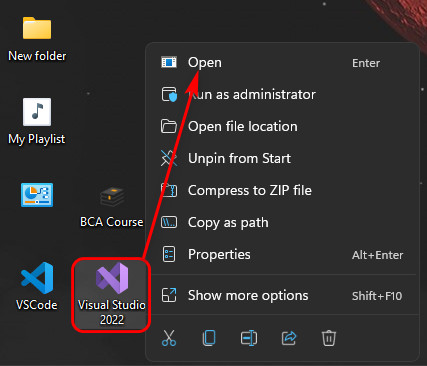 New folder
My Playlist
BCA Course
VSCode
Visual Studio
2022
Open Enter
Run as administrator
Open file location
Unpin from Start
Compress to ZIP file
Copy as path
Properties Alt+Enter
Show more options Shift+F10